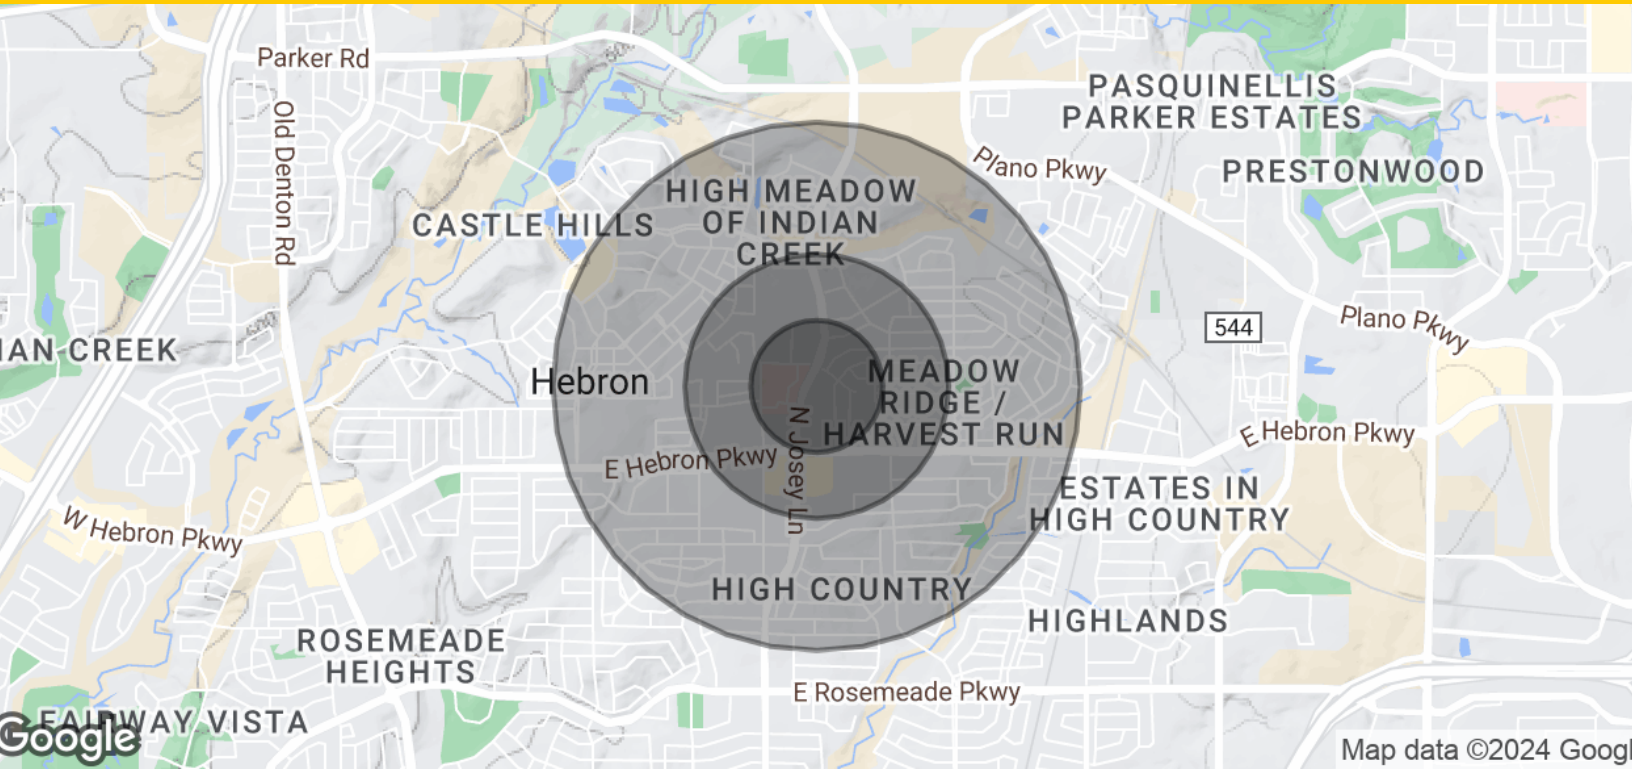 Parker Rd
Old Denton Rd
PASQUINELLIS
PARKER ESTATES
Plano Pkwy
PRESTONWOOD
HIGH MEADOW
OF INDIAN
CREEK
CASTLE HILLS
544
Plano Pkwy
IAN CREEK
Hebron
MEADOW
RIDGE /
HARVEST RUN
N Josey Ln
E Hebron Pkwy
E Hebron Pkwy
W Hebron Pkwy
ESTATES IN
HIGH COUNTRY
HIGH COUNTRY
HIGHLANDS
ROSEMEADE
HEIGHTS
E Rosemeade Pkwy
FAIRWAY VISTA
Google
Map data ©2024 Googl